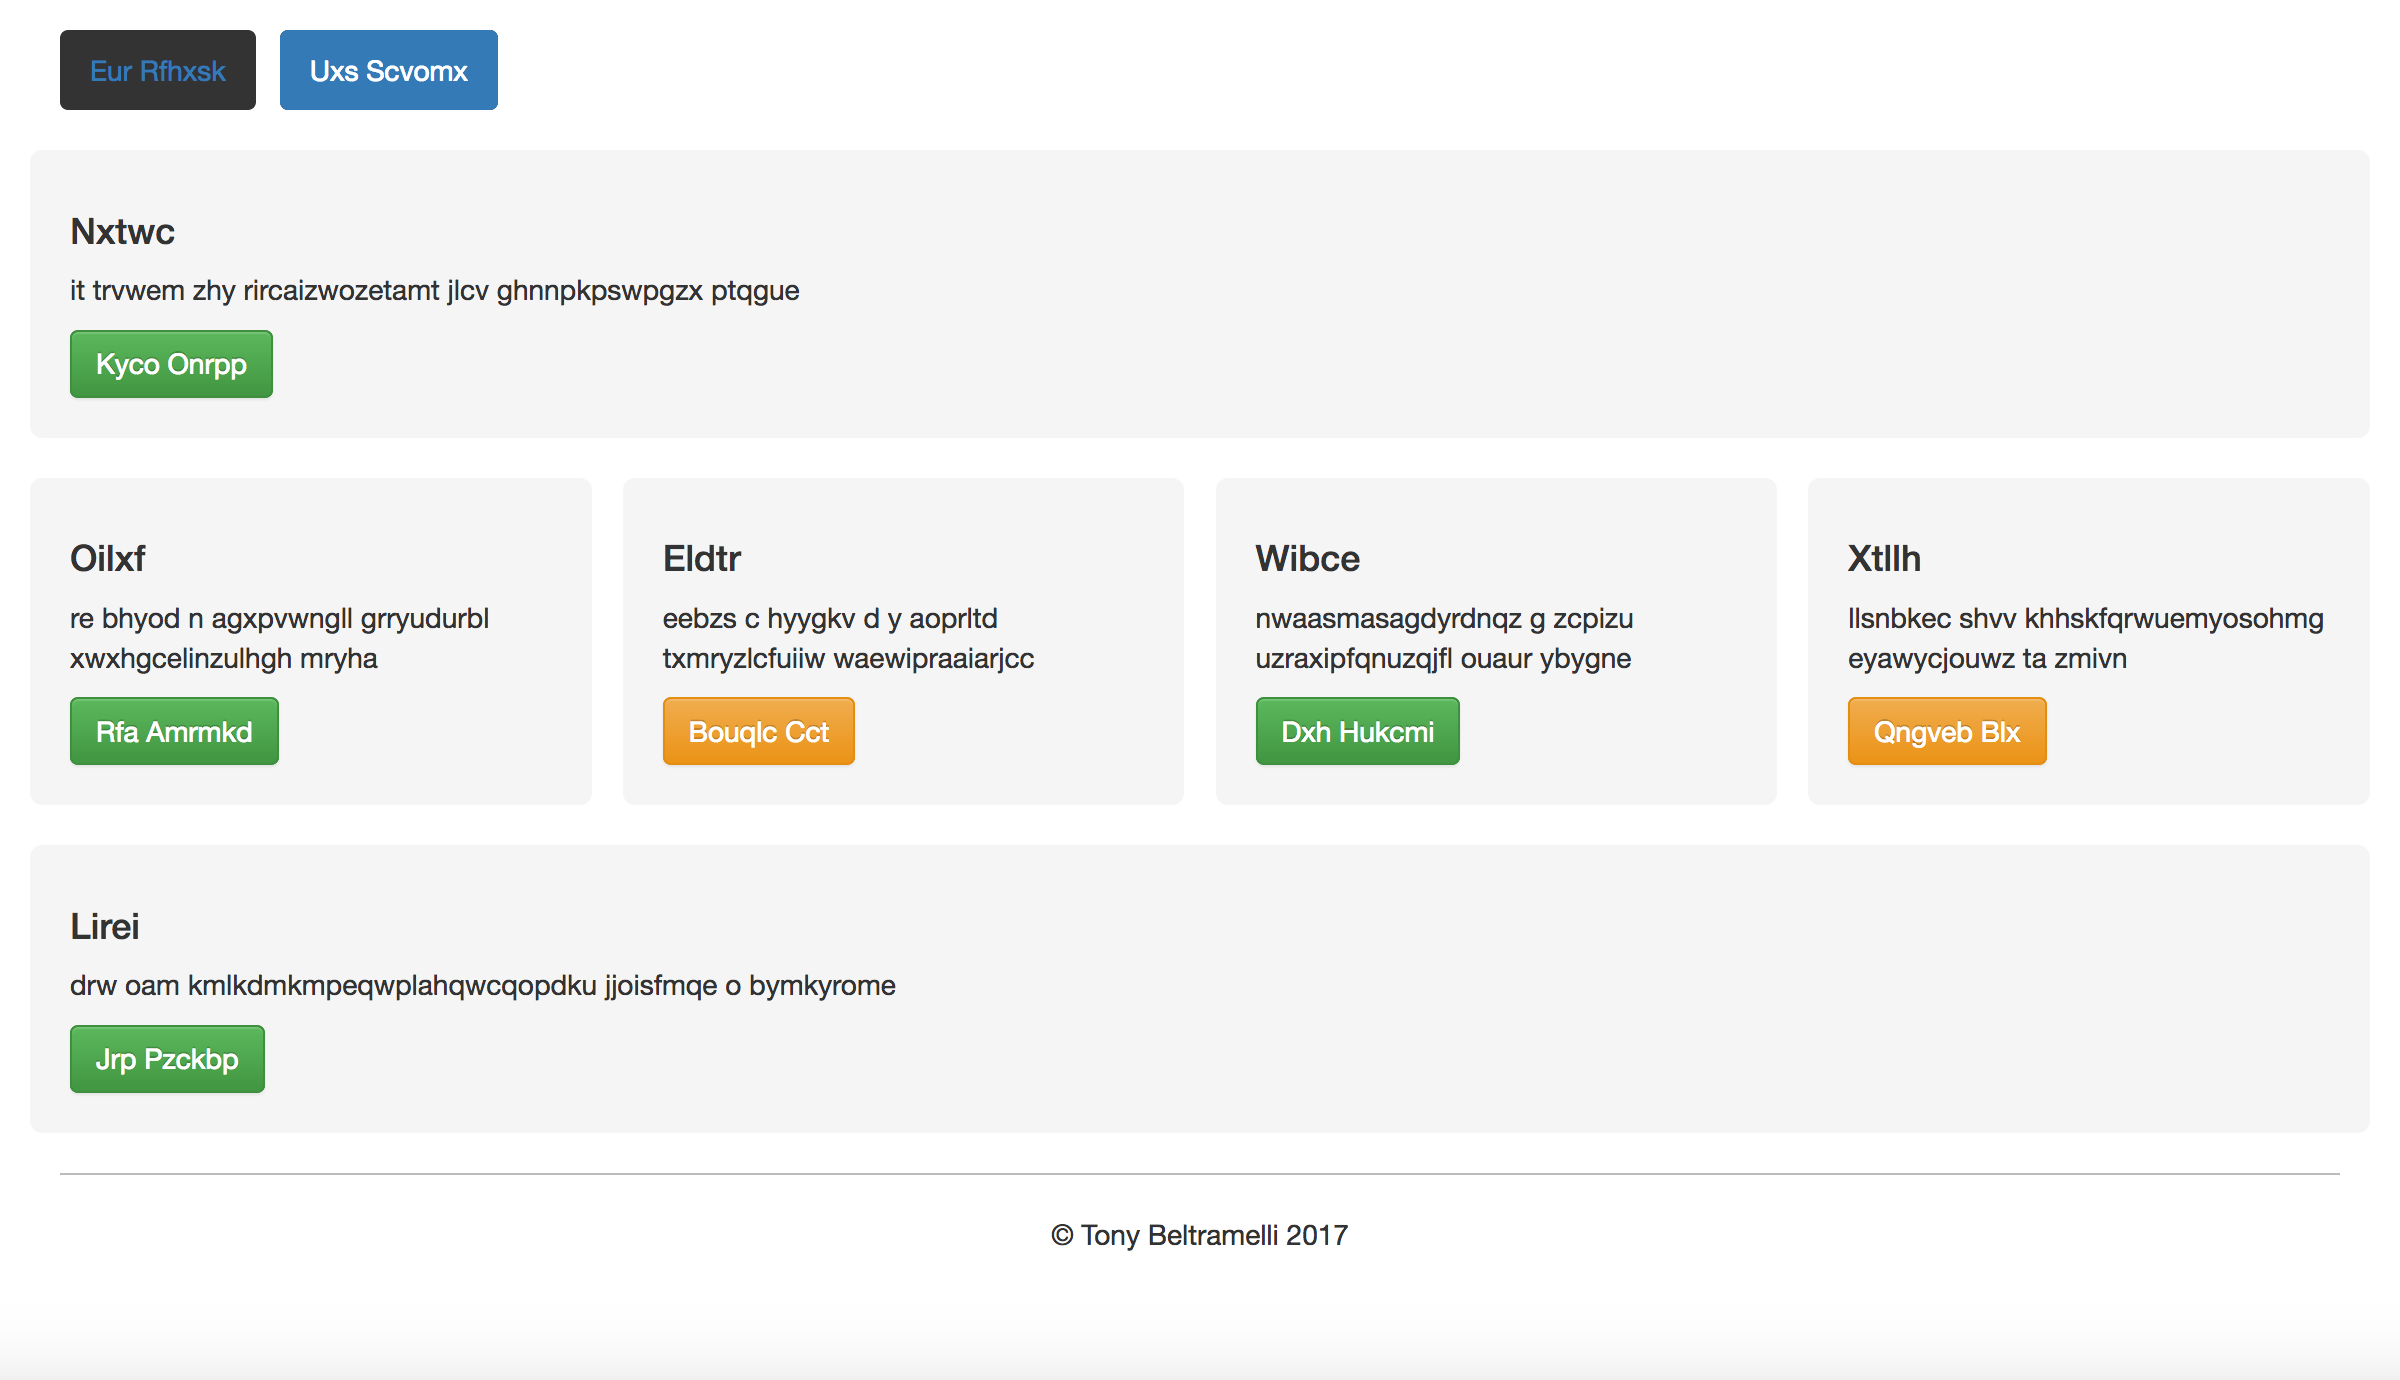 Eur Rfhxsk
Uxs Scvomx
Nxtwc
it trvwem zhy rircaizwozetamt jlcv ghnnpkpswpgzx ptqgue
Kyco Onrpp
Oilxf
re bhyod n agxpvwngll grryudurbl
xwxhgcelinzulhgh mryha
Rfa Amrmkd
Eldtr
eebzs c hyygkv d y aoprltd
txmryzlcfuiiw waewipraaiarjcc
Bouqlc Cct
Wibce
nwaasmasagdyrdnqz g zcpizu
uzraxipfqnuzqjfl ouaur ybygne
Dxh Hukcmi
Xtllh
llsnbkec shvv khhskfqrwuemyosohmg
eyawycjouwz ta zmivn
Qngveb Blx
Lirei
drw oam kmlkdmkmpeqwplahqwcqopdku jjoisfmqe o bymkyrome
Jrp Pzckbp
© Tony Beltramelli 2017